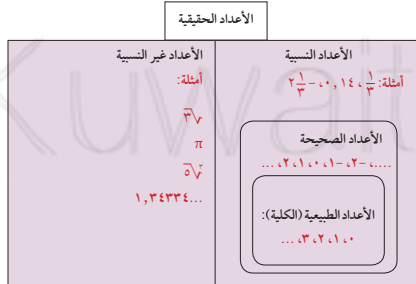 الأعداد الحقيقية
الأعداد النسبية
أمثلة: ١/٣ ، ٠,١٤ ، -٢ ١/٣
الأعداد الصحيحة
....، -٢، -١، ٠، ١، ٢، ...
الأعداد الطبيعية (الكلية):
٠، ١، ٢، ٣، ...
الأعداد غير النسبية
أمثلة:
√٣
π
∛٥
١,٣٤٣٣٤...
Kuwait